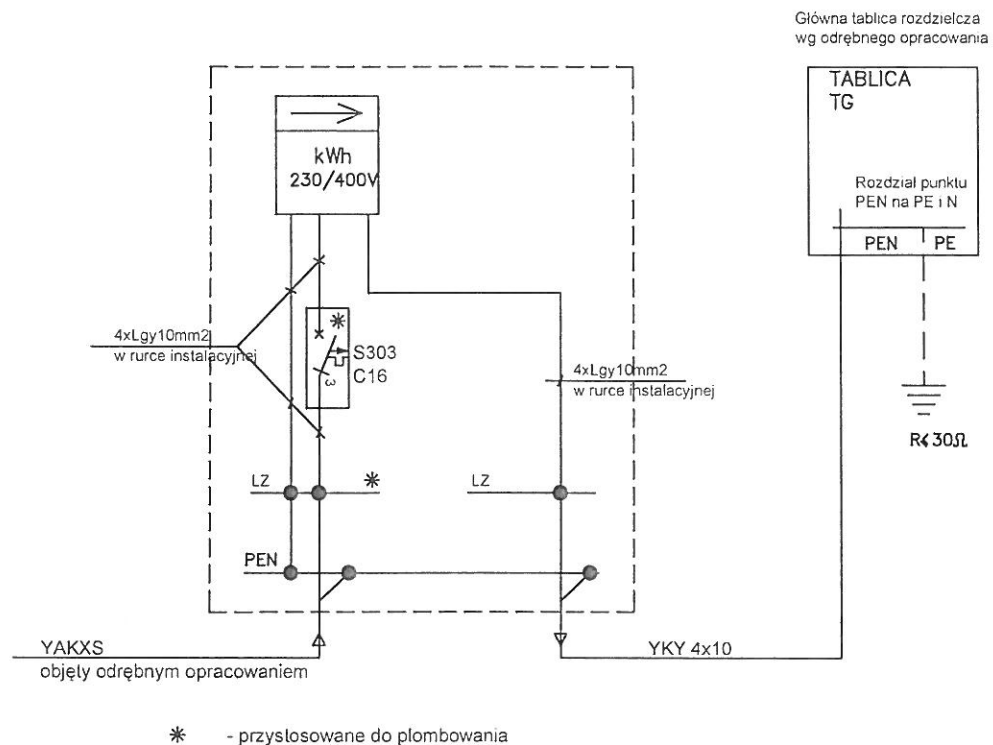 Główna tablica rozdzielcza
wg odrębnego opracowania
TABLICA
TG
kWh
230/400V
Rozdział punktu
PEN na PE i N
PEN PE
4xLgy10mm2
w rurce instalacyjnej
S303
C16
3
4xLgy10mm2
w rurce instalacyjnej
R≤30Ω
LZ
*
LZ
PEN
YAKXS
objęty odrębnym opracowaniem
YKY 4x10
* - przystosowane do plombowania